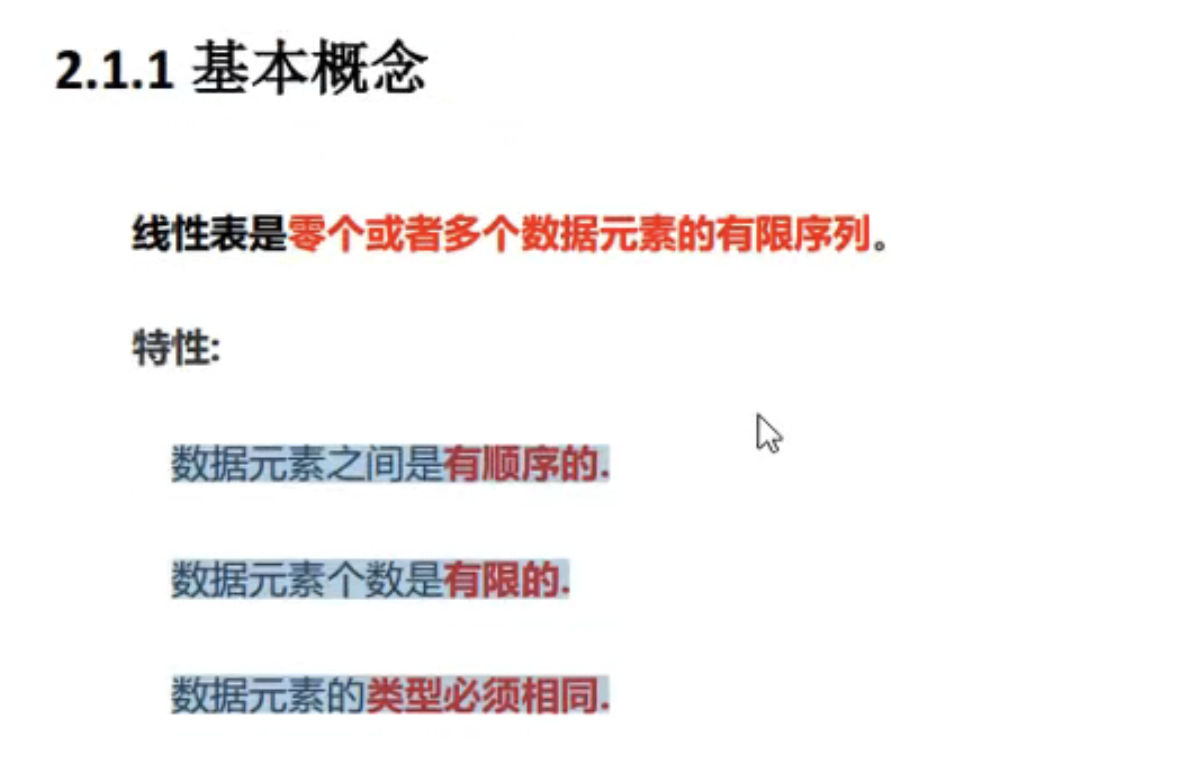 2.1.1 基本概念
线性表是零个或者多个数据元素的有限序列。
特性:
数据元素之间是有顺序的.
数据元素个数是有限的.
数据元素的类型必须相同.